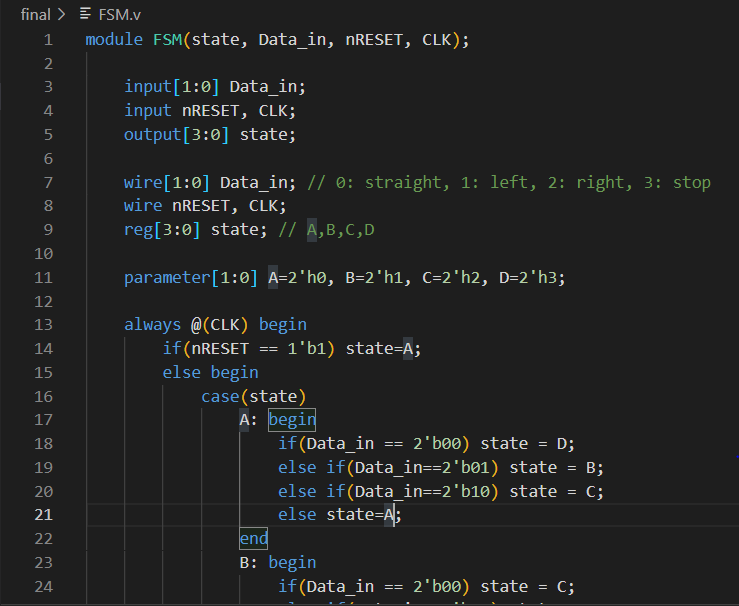 final > FSM.v
1 module FSM(state, Data_in, nRESET, CLK);
2
3 input[1:0] Data_in;
4 input nRESET, CLK;
5 output[3:0] state;
6
7 wire[1:0] Data_in; // 0: straight, 1: left, 2: right, 3: stop
8 wire nRESET, CLK;
9 reg[3:0] state; // A,B,C,D
10
11 parameter[1:0] A=2'h0, B=2'h1, C=2'h2, D=2'h3;
12
13 always @(CLK) begin
14 if(nRESET == 1'b1) state=A;
15 else begin
16 case(state)
17 A: begin
18 if(Data_in == 2'b00) state = D;
19 else if(Data_in==2'b01) state = B;
20 else if(Data_in==2'b10) state = C;
21 else state=A;
22 end
23 B: begin
24 if(Data_in == 2'b00) state = C;